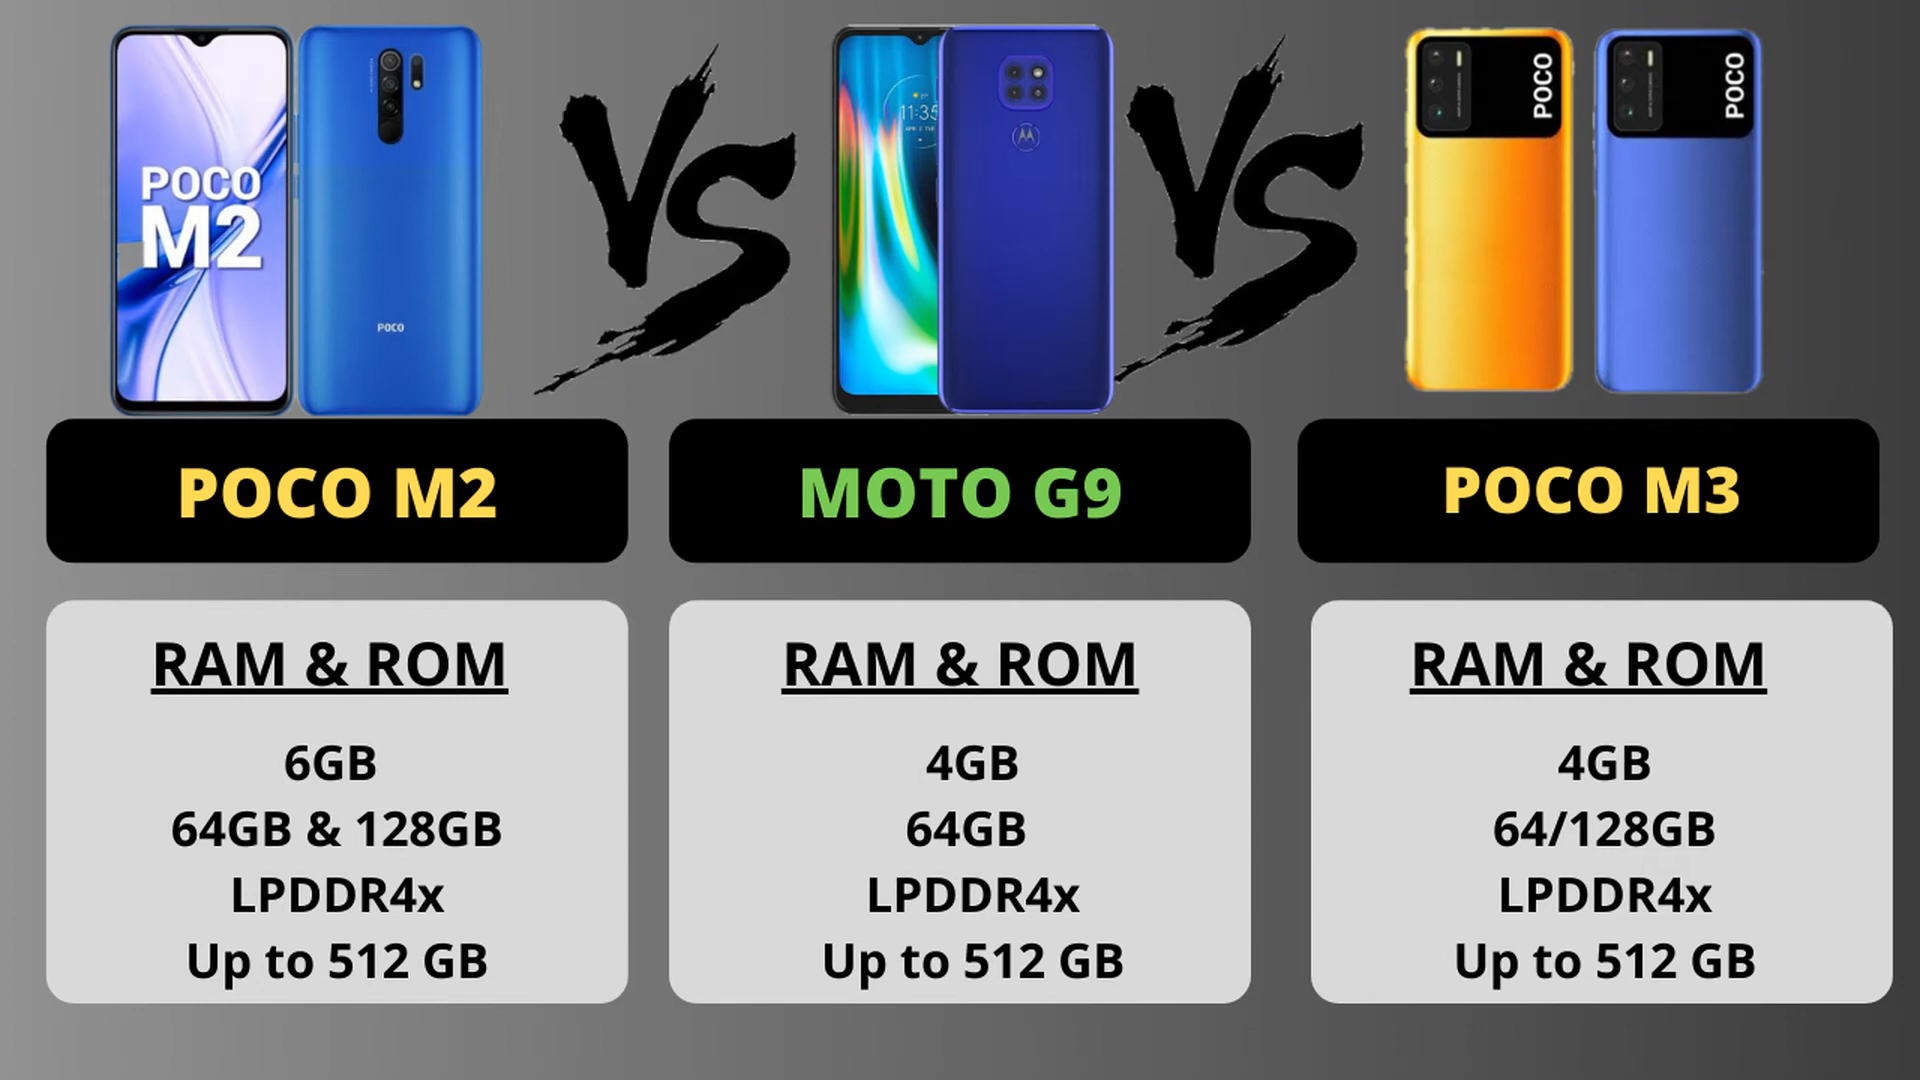 POCO
M2
POCO
VS
11:35
VS
POCO
POCO
POCO M2
MOTO G9
POCO M3
RAM & ROM
6GB
64GB & 128GB
LPDDR4x
Up to 512 GB
RAM & ROM
4GB
64GB
LPDDR4x
Up to 512 GB
RAM & ROM
4GB
64/128GB
LPDDR4x
Up to 512 GB